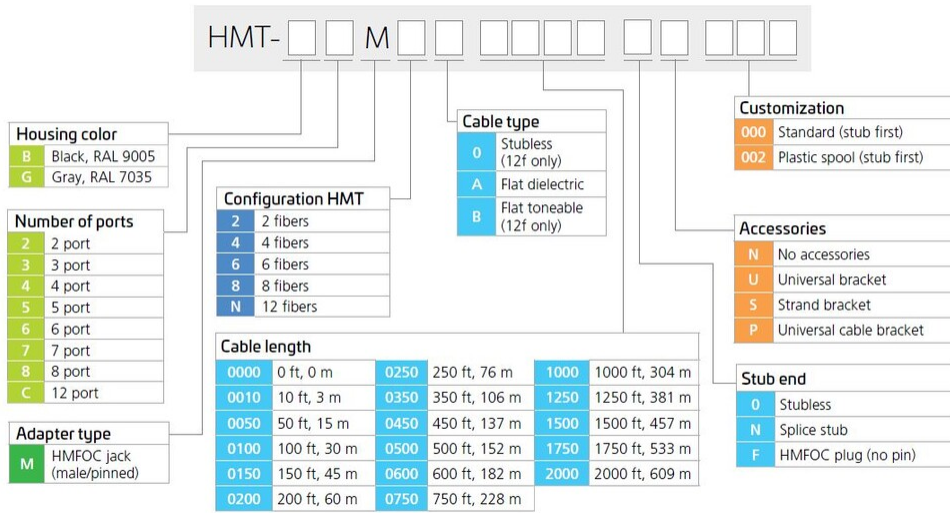 HMT- M
Housing color
B Black, RAL 9005
G Gray, RAL 7035
Number of ports
2 2 port
3 3 port
4 4 port
5 5 port
6 6 port
7 7 port
8 8 port
C 12 port
Adapter type
M HMFOC jack
(male/pinned)
Configuration HMT
2 2 fibers
4 4 fibers
6 6 fibers
8 8 fibers
N 12 fibers
Cable type
0 Stubless
(12f only)
A Flat dielectric
B Flat toneable
(12f only)
Cable length
0000 0 ft, 0 m 0250 250 ft, 76 m 1000 1000 ft, 304 m
0010 10 ft, 3 m 0350 350 ft, 106 m 1250 1250 ft, 381 m
0050 50 ft, 15 m 0450 450 ft, 137 m 1500 1500 ft, 457 m
0100 100 ft, 30 m 0500 500 ft, 152 m 1750 1750 ft, 533 m
0150 150 ft, 45 m 0600 600 ft, 182 m 2000 2000 ft, 609 m
0200 200 ft, 60 m 0750 750 ft, 228 m
Customization
000 Standard (stub first)
002 Plastic spool (stub first)
Accessories
N No accessories
U Universal bracket
S Strand bracket
P Universal cable bracket
Stub end
0 Stubless
N Splice stub
F HMFOC plug (no pin)